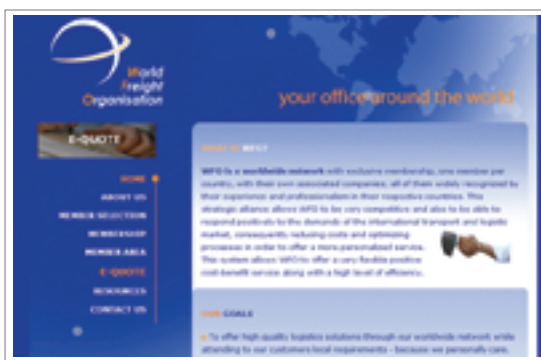 World
Freight
Organisation
your office around the world
E-QUOTE
HOME
ABOUT US
MEMBER SELECTION
MEMBERSHIP
MEMBER AREA
E-QUOTE
RESOURCES
CONTACT US
WHAT IS WFO?
WFO is a worldwide network with exclusive membership, one member per
country, with their own associated companies; all of them widely recognized by
their experience and professionalism in their respective countries. This
strategic alliance allows WFO to be very competitive and also to be able to
respond positively to the demands of the international transport and logistic
market, consequently reducing costs and optimizing
processes in order to offer a more personalized service.
This system allows WFO to offer a very flexible positive
cost-benefit service along with a high level of efficiency.
OUR GOALS
To offer high quality logistics solutions through our worldwide network while
attending to our customers local requirements - because we personally care.